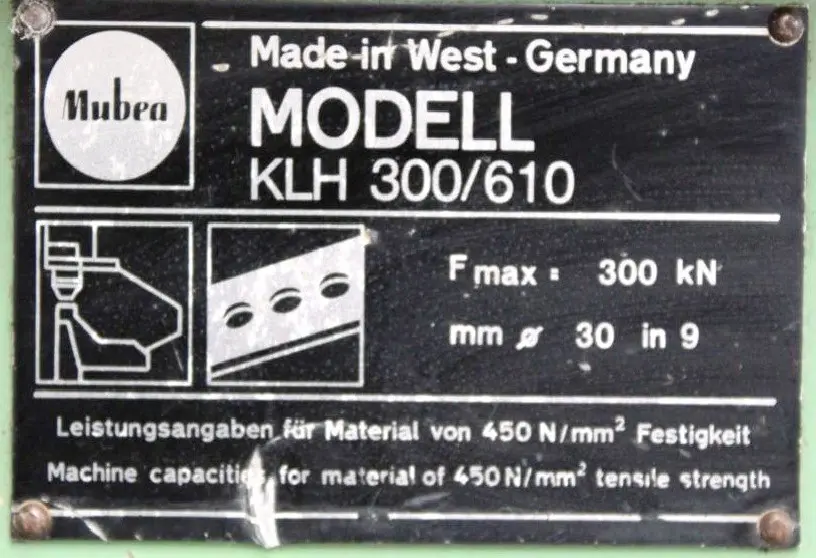 Mubea
Made in West - Germany
MODELL
KLH 300/610
F max = 300 kN
mm ⌀ 30 in 9
Leistungsangaben für Material von 450 N/mm² Festigkeit
Machine capacities for material of 450 N/mm² tensile strength